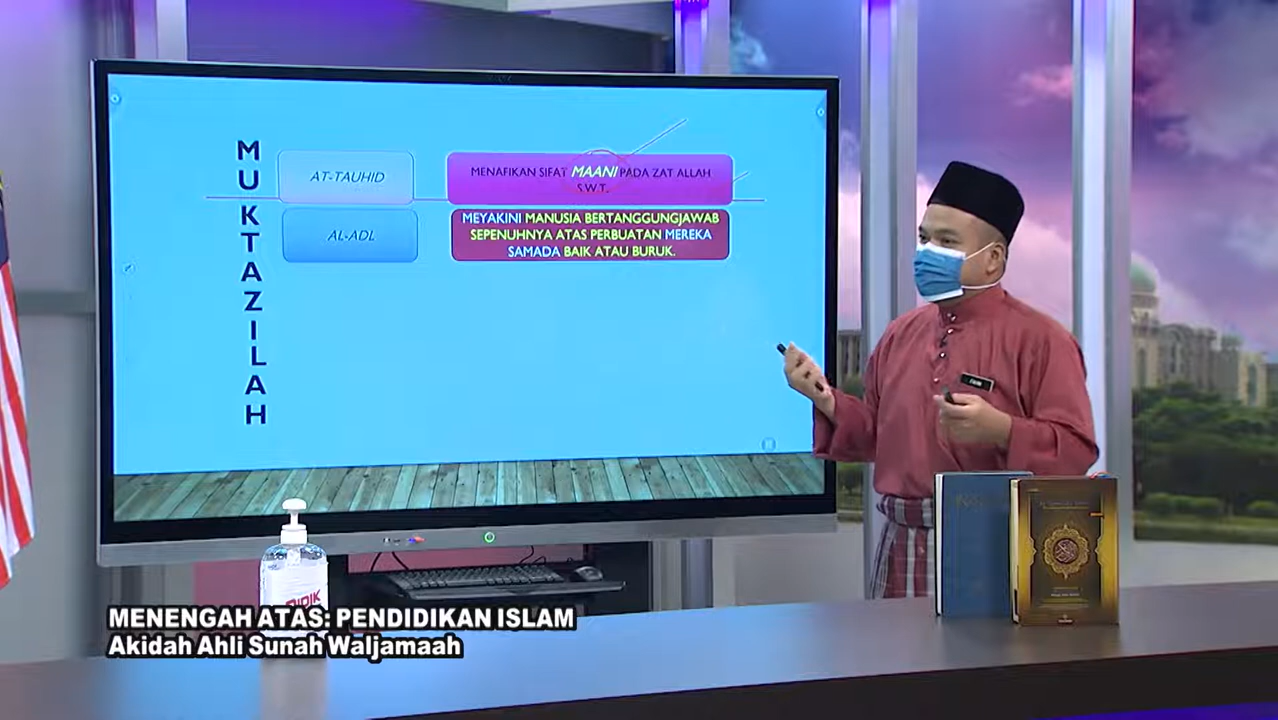 MUKTAZILAH
AT-TAUHID
MENAFIKAN SIFAT MAANI PADA ZAT ALLAH
S.W.T.
AL-ADL
MEYAKINI MANUSIA BERTANGGUNGJAWAB
SEPENUHNYA ATAS PERBUATAN MEREKA
SAMADA BAIK ATAU BURUK.
MENENGAH ATAS: PENDIDIKAN ISLAM
Akidah Ahli Sunah Waljamaah